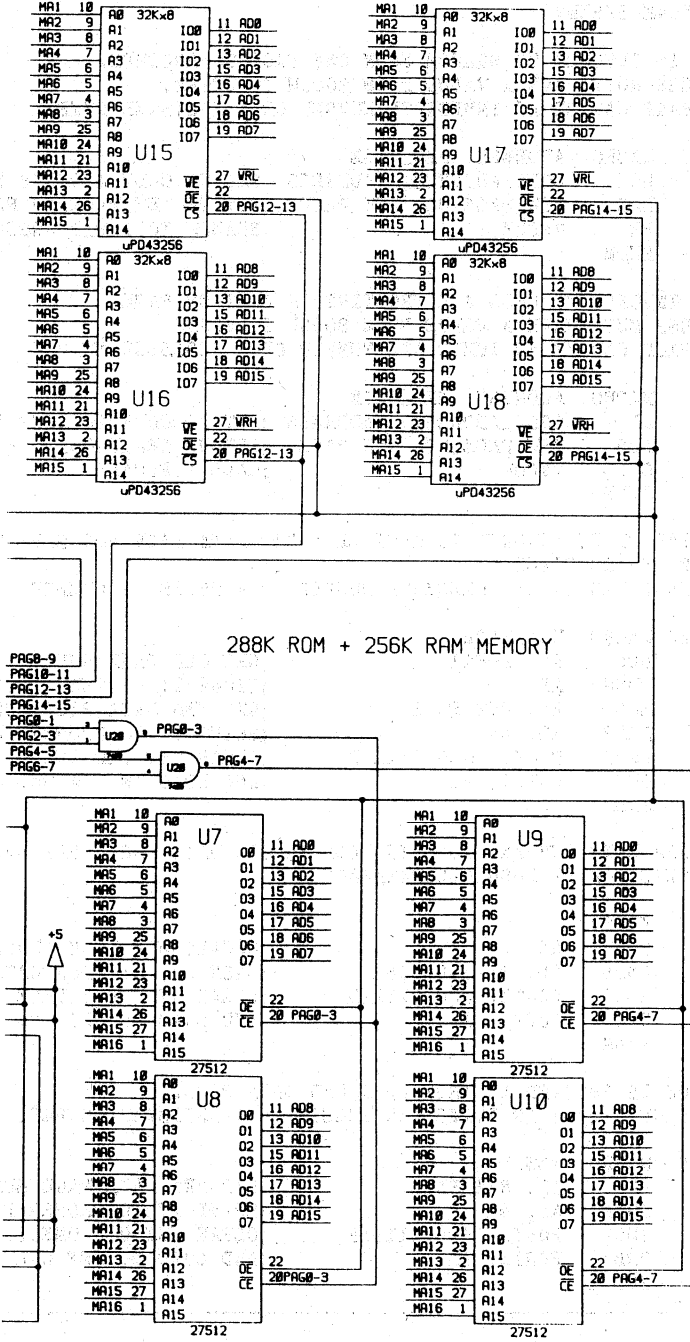 MA1 10 A0 32Kx8
MA2 9 A1 IO0 11 AD0
MA3 8 A2 IO1 12 AD1
MA4 7 A3 IO2 13 AD2
MA5 6 A4 IO3 15 AD3
MA6 5 A5 IO4 16 AD4
MA7 4 A6 IO5 17 AD5
MA8 3 A7 IO6 18 AD6
MA9 25 A8 IO7 19 AD7
MA10 24 A9 U15
MA11 21 A10
MA12 23 A11 WE 27 WRL
MA13 2 A12 OE 22
MA14 26 A13 CS 20 PAG12-13
MA15 1 A14
uPD43256
MA1 10 A0 32Kx8
MA2 9 A1 IO0 11 AD0
MA3 8 A2 IO1 12 AD1
MA4 7 A3 IO2 13 AD2
MA5 6 A4 IO3 15 AD3
MA6 5 A5 IO4 16 AD4
MA7 4 A6 IO5 17 AD5
MA8 3 A7 IO6 18 AD6
MA9 25 A8 IO7 19 AD7
MA10 24 A9 U17
MA11 21 A10
MA12 23 A11 WE 27 WRL
MA13 2 A12 OE 22
MA14 26 A13 CS 20 PAG14-15
MA15 1 A14
uPD43256
MA1 10 A0 32Kx8
MA2 9 A1 IO0 11 AD8
MA3 8 A2 IO1 12 AD9
MA4 7 A3 IO2 13 AD10
MA5 6 A4 IO3 15 AD11
MA6 5 A5 IO4 16 AD12
MA7 4 A6 IO5 17 AD13
MA8 3 A7 IO6 18 AD14
MA9 25 A8 IO7 19 AD15
MA10 24 A9 U16
MA11 21 A10
MA12 23 A11 WE 27 WRH
MA13 2 A12 OE 22
MA14 26 A13 CS 20 PAG12-13
MA15 1 A14
uPD43256
MA1 10 A0 32Kx8
MA2 9 A1 IO0 11 AD8
MA3 8 A2 IO1 12 AD9
MA4 7 A3 IO2 13 AD10
MA5 6 A4 IO3 15 AD11
MA6 5 A5 IO4 16 AD12
MA7 4 A6 IO5 17 AD13
MA8 3 A7 IO6 18 AD14
MA9 25 A8 IO7 19 AD15
MA10 24 A9 U18
MA11 21 A10
MA12 23 A11 WE 27 WRH
MA13 2 A12 OE 22
MA14 26 A13 CS 20 PAG14-15
MA15 1 A14
uPD43256
288K ROM + 256K RAM MEMORY
PAG8-9
PAG10-11
PAG12-13
PAG14-15
PAG0-1
PAG2-3
U20
PAG0-3
PAG4-5
PAG6-7
U20
PAG4-7
+5
MA1 10 A0 U7
MA2 9 A1
MA3 8 A2 O0 11 AD0
MA4 7 A3 O1 12 AD1
MA5 6 A4 O2 13 AD2
MA6 5 A5 O3 15 AD3
MA7 4 A6 O4 16 AD4
MA8 3 A7 O5 17 AD5
MA9 25 A8 O6 18 AD6
MA10 24 A9 O7 19 AD7
MA11 21 A10
MA12 23 A11
MA13 2 A12 OE 22
MA14 26 A13 CE 20 PAG0-3
MA15 27 A14
MA16 1 A15
27512
MA1 10 A0 U9
MA2 9 A1
MA3 8 A2 O0 11 AD0
MA4 7 A3 O1 12 AD1
MA5 6 A4 O2 13 AD2
MA6 5 A5 O3 15 AD3
MA7 4 A6 O4 16 AD4
MA8 3 A7 O5 17 AD5
MA9 25 A8 O6 18 AD6
MA10 24 A9 O7 19 AD7
MA11 21 A10
MA12 23 A11
MA13 2 A12 OE 22
MA14 26 A13 CE 20 PAG4-7
MA15 27 A14
MA16 1 A15
27512
MA1 10 A0 U8
MA2 9 A1
MA3 8 A2 O0 11 AD8
MA4 7 A3 O1 12 AD9
MA5 6 A4 O2 13 AD10
MA6 5 A5 O3 15 AD11
MA7 4 A6 O4 16 AD12
MA8 3 A7 O5 17 AD13
MA9 25 A8 O6 18 AD14
MA10 24 A9 O7 19 AD15
MA11 21 A10
MA12 23 A11
MA13 2 A12 OE 22
MA14 26 A13 CE 20PAG0-3
MA15 27 A14
MA16 1 A15
27512
MA1 10 A0 U10
MA2 9 A1
MA3 8 A2 O0 11 AD8
MA4 7 A3 O1 12 AD9
MA5 6 A4 O2 13 AD10
MA6 5 A5 O3 15 AD11
MA7 4 A6 O4 16 AD12
MA8 3 A7 O5 17 AD13
MA9 25 A8 O6 18 AD14
MA10 24 A9 O7 19 AD15
MA11 21 A10
MA12 23 A11
MA13 2 A12 OE 22
MA14 26 A13 CE 20 PAG4-7
MA15 27 A14
MA16 1 A15
27512